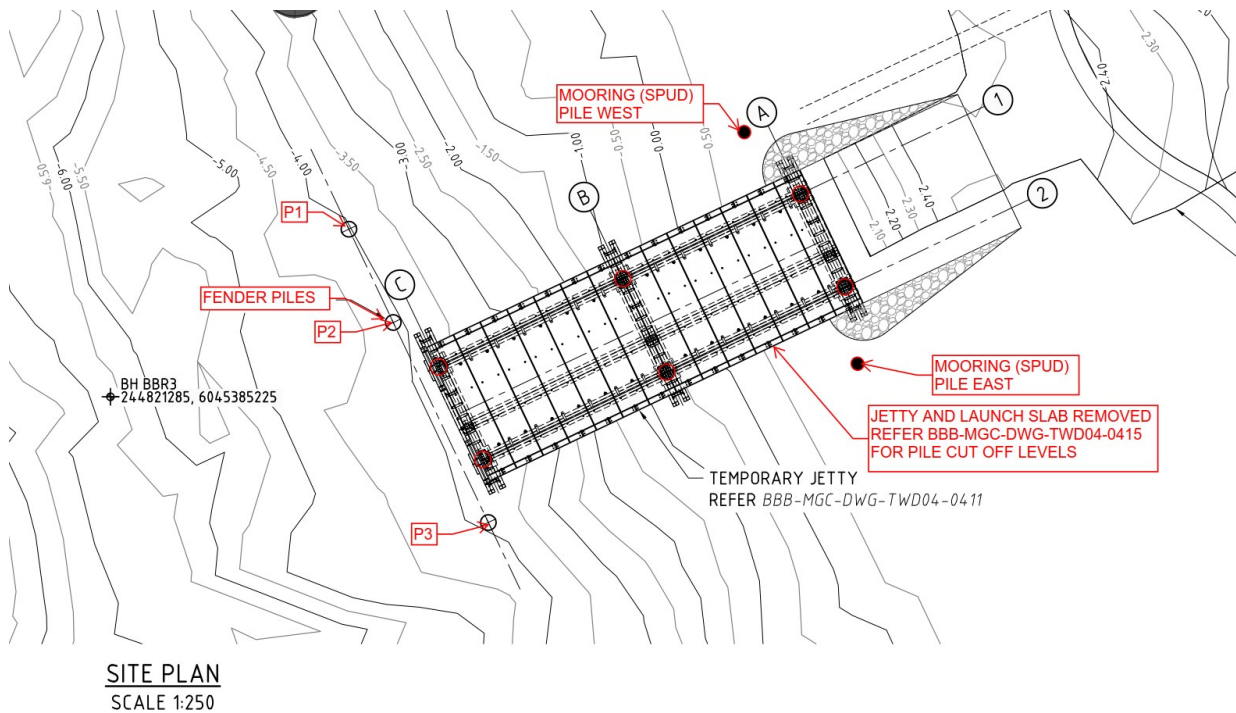 MOORING (SPUD)
PILE WEST
A
1
2
B
C
P1
FENDER PILES
P2
P3
BH BBR3
244821285, 6045385225
MOORING (SPUD)
PILE EAST
JETTY AND LAUNCH SLAB REMOVED
REFER BBB-MGC-DWG-TWD04-0415
FOR PILE CUT OFF LEVELS
TEMPORARY JETTY
REFER BBB-MGC-DWG-TWD04-0411
-6.50
-6.00
-5.50
-5.00
-4.50
-4.00
-3.50
-3.00
-2.50
-2.00
-1.50
-1.00
-0.50
0.00
0.50
2.10
2.20
2.30
2.40
2.40
2.30
SITE PLAN
SCALE 1:250